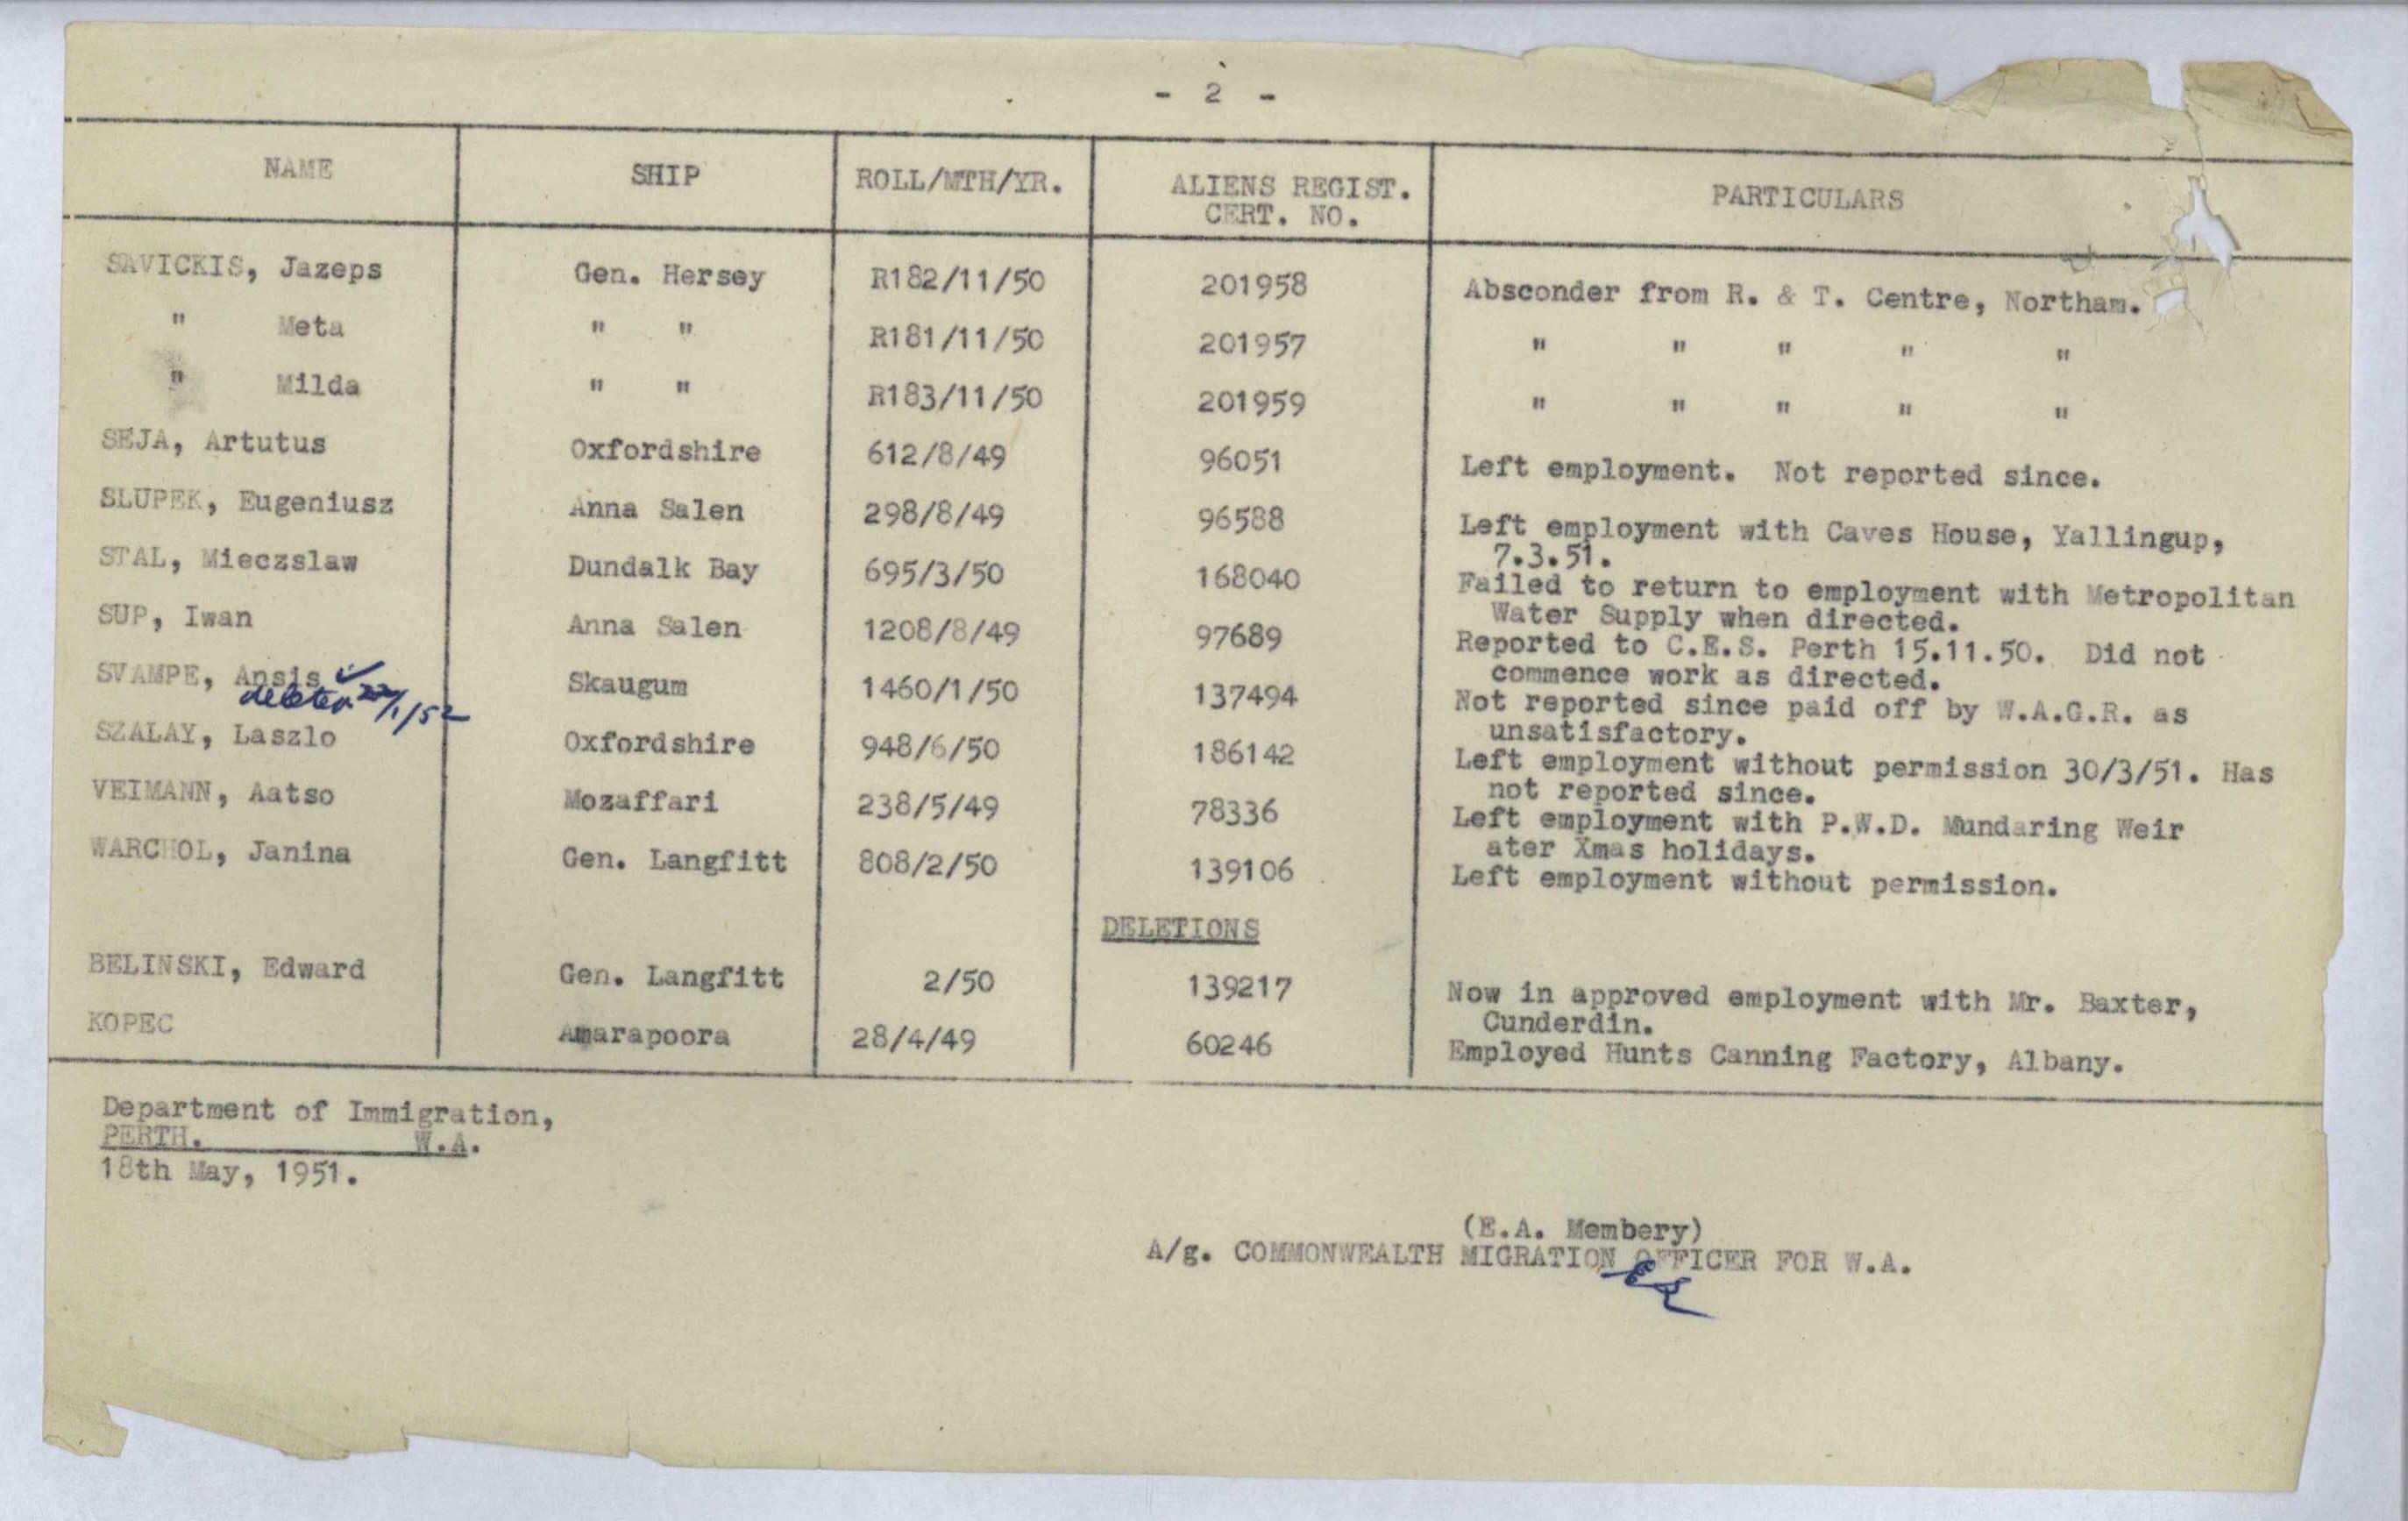 - 2 -
NAME SHIP ROLL/MTH/YR. ALIENS REGIST. CERT. NO. PARTICULARS
SAVICKIS, Jazeps Gen. Hersey R182/11/50 201958 Absconder from R. & T. Centre, Northam.
" Meta " " R181/11/50 201957 " " " " "
" Milda " " R183/11/50 201959 " " " " "
SEJA, Artutus Oxfordshire 612/8/49 96051 Left employment. Not reported since.
SLUPEK, Eugeniusz Anna Salen 298/8/49 96588 Left employment with Caves House, Yallingup,
7.3.51.
STAL, Mieczslaw Dundalk Bay 695/3/50 168040 Failed to return to employment with Metropolitan
Water Supply when directed.
SUP, Iwan Anna Salen 1208/8/49 97689 Reported to C.E.S. Perth 15.11.50. Did not
commence work as directed.
SVAMPE, Ansis ✓ Skaugum 1460/1/50 137494 Not reported since paid off by W.A.G.R. as
deleted 22/1/52
unsatisfactory.
SZALAY, Laszlo Oxfordshire 948/6/50 186142 Left employment without permission 30/3/51. Has
not reported since.
VEIMANN, Aatso Mozaffari 238/5/49 78336 Left employment with P.W.D. Mundaring Weir
ater Xmas holidays.
WARCHOL, Janina Gen. Langfitt 808/2/50 139106 Left employment without permission.
DELETIONS
BELINSKI, Edward Gen. Langfitt 2/50 139217 Now in approved employment with Mr. Baxter,
Cunderdin.
KOPEC Amarapoora 28/4/49 60246 Employed Hunts Canning Factory, Albany.
Department of Immigration,
PERTH. W.A.
18th May, 1951.
(E.A. Membery)
A/g. COMMONWEALTH MIGRATION OFFICER FOR W.A.